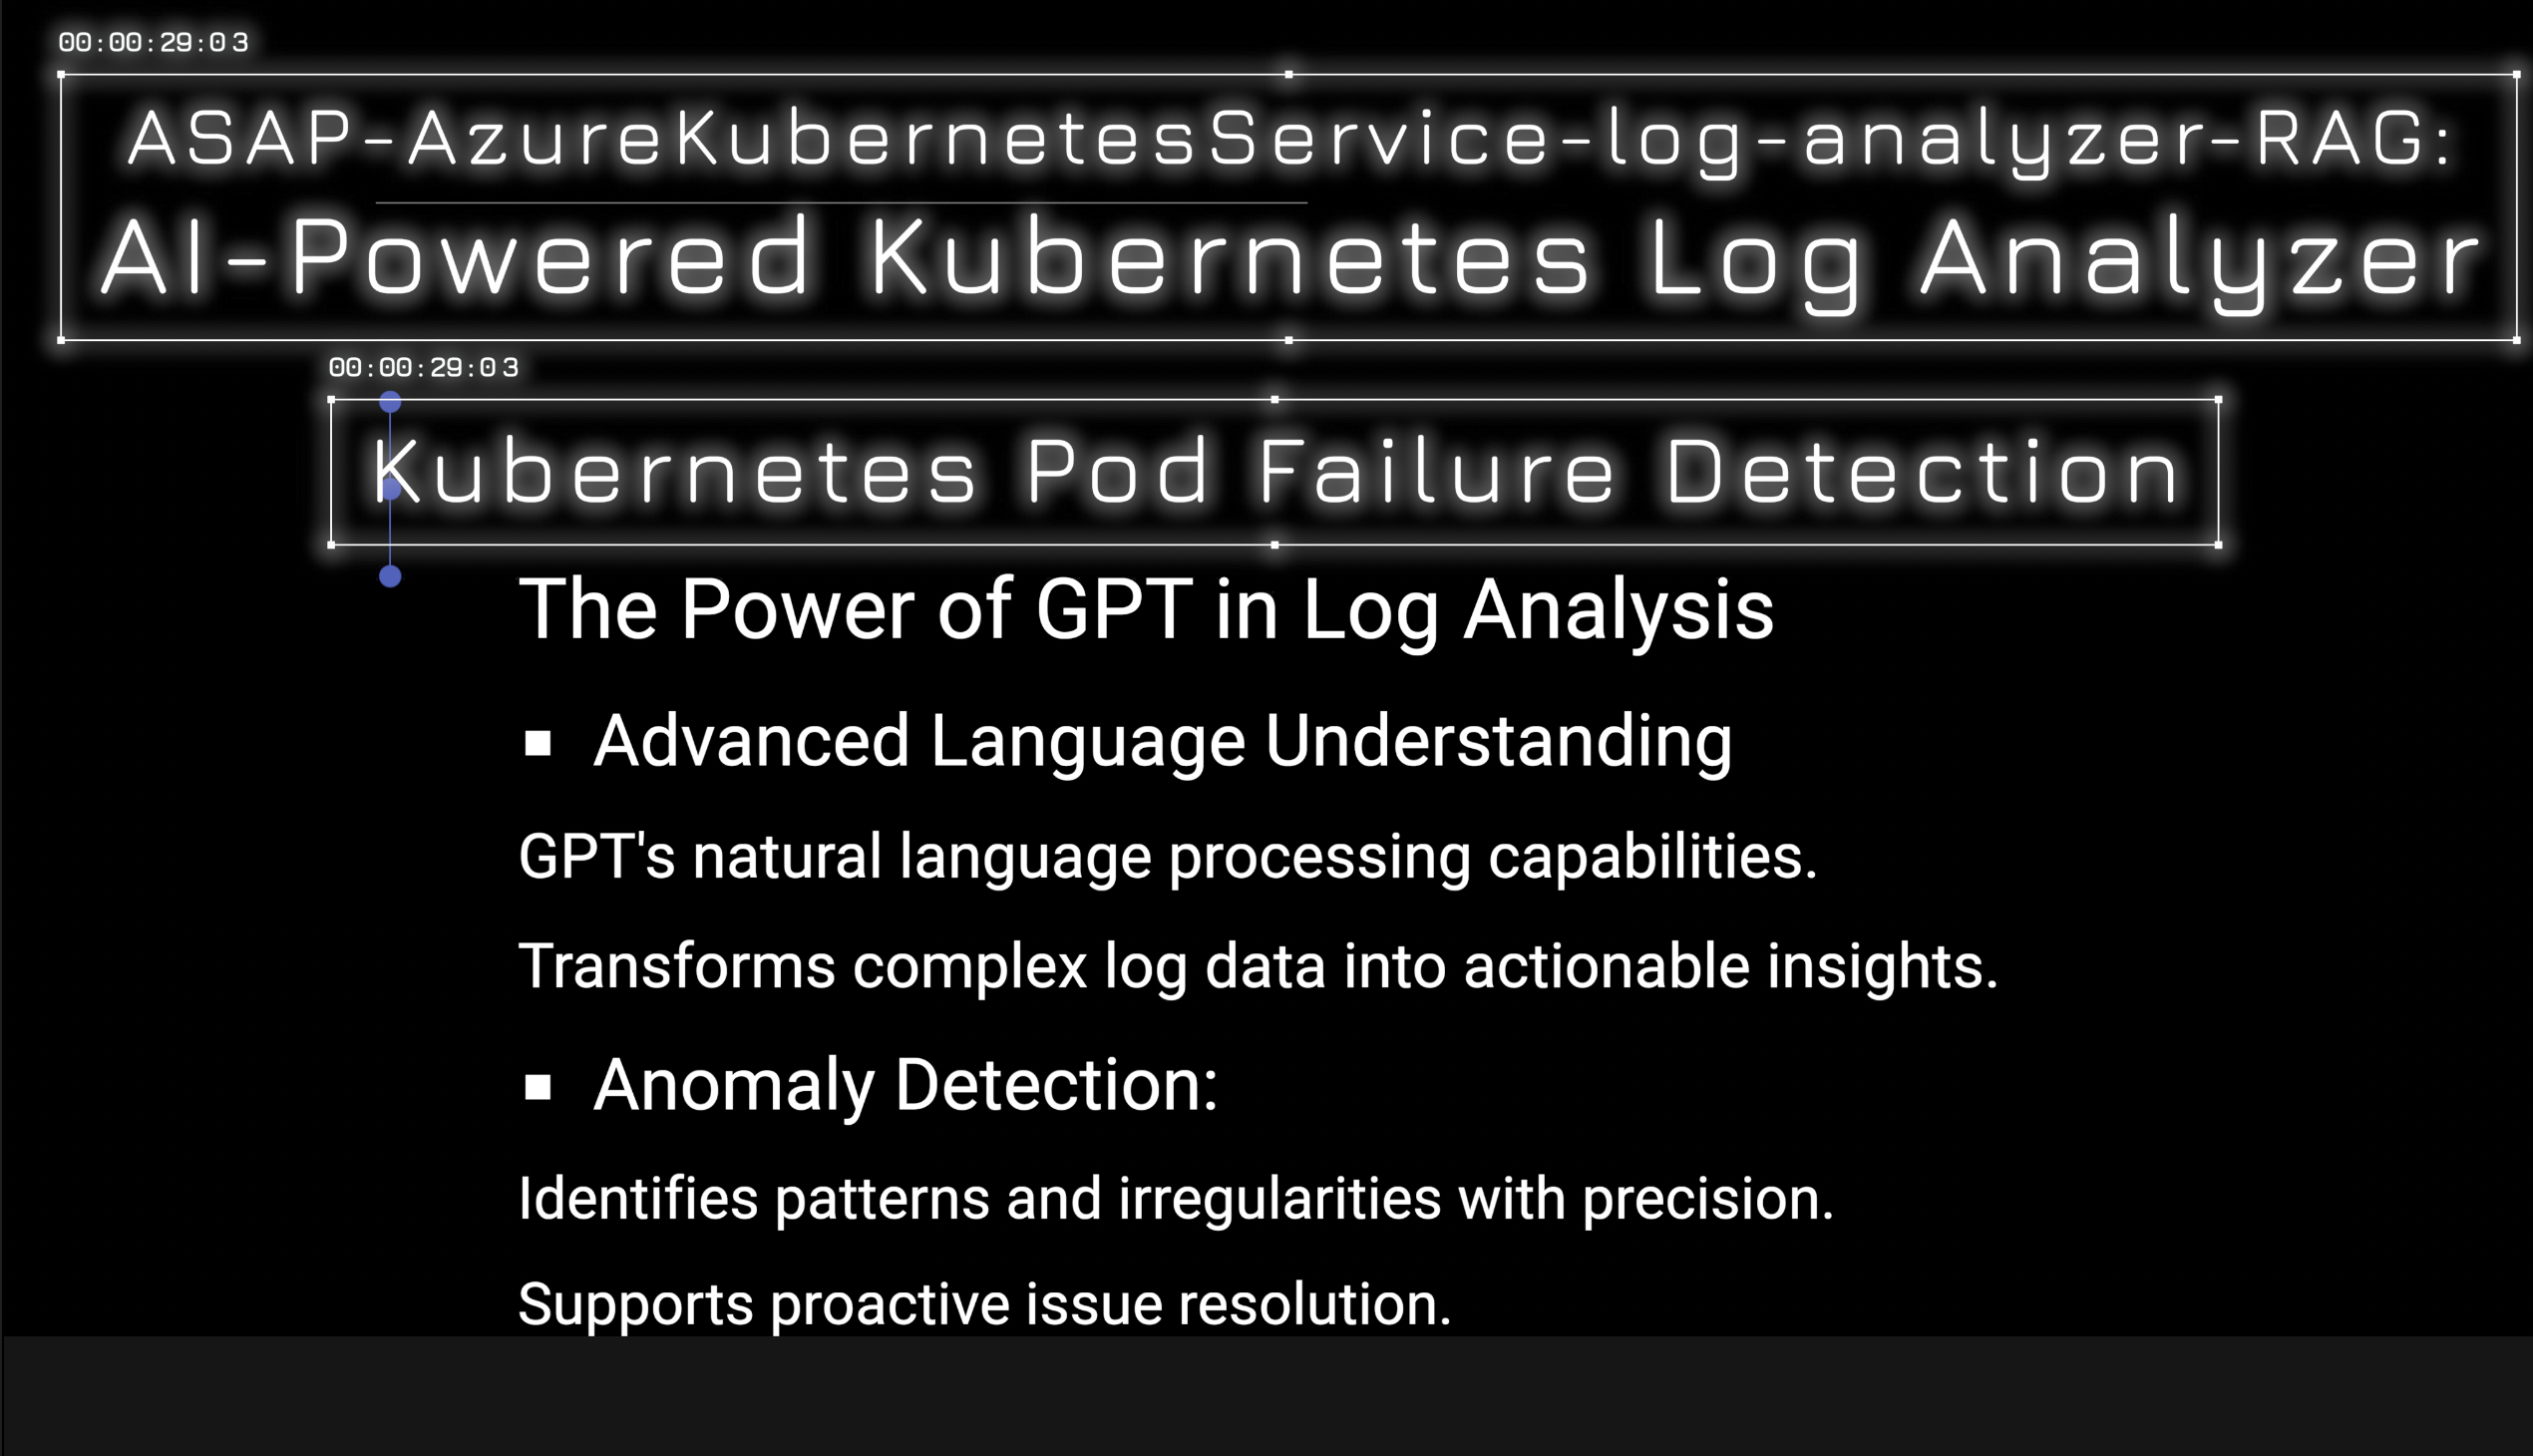 00:00:29:03
ASAP-AzureKubernetesService-log-analyzer-RAG:
AI-Powered Kubernetes Log Analyzer
00:00:29:03
Kubernetes Pod Failure Detection
The Power of GPT in Log Analysis
▪ Advanced Language Understanding
GPT's natural language processing capabilities.
Transforms complex log data into actionable insights.
▪ Anomaly Detection:
Identifies patterns and irregularities with precision.
Supports proactive issue resolution.